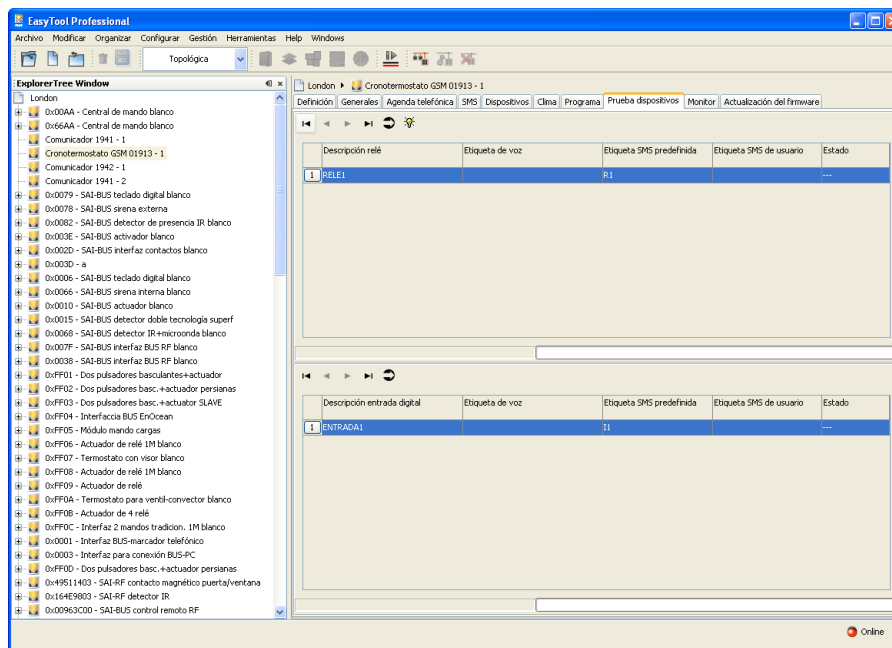 EasyTool Professional
Archivo Modificar Organizar Configurar Gestión Herramientas Help Windows
Topológica
ExplorerTree Window
London
0x00AA - Central de mando blanco
0x66AA - Central de mando blanco
Comunicador 1941 - 1
Cronotermostato GSM 01913 - 1
Comunicador 1942 - 1
Comunicador 1941 - 2
0x0079 - SAI-BUS teclado digital blanco
0x0078 - SAI-BUS sirena externa
0x0082 - SAI-BUS detector de presencia IR blanco
0x003E - SAI-BUS activador blanco
0x002D - SAI-BUS interfaz contactos blanco
0x003D - a
0x0006 - SAI-BUS teclado digital blanco
0x0066 - SAI-BUS sirena interna blanco
0x0010 - SAI-BUS actuador blanco
0x0015 - SAI-BUS detector doble tecnología superf
0x0068 - SAI-BUS detector IR+microonda blanco
0x007F - SAI-BUS interfaz BUS RF blanco
0x0038 - SAI-BUS interfaz BUS RF blanco
0xFF01 - Dos pulsadores basculantes+actuador
0xFF02 - Dos pulsadores basc.+actuador persianas
0xFF03 - Dos pulsadores basc.+actuator SLAVE
0xFF04 - Interfaccia BUS EnOcean
0xFF05 - Módulo mando cargas
0xFF06 - Actuador de relé 1M blanco
0xFF07 - Termostato con visor blanco
0xFF08 - Actuador de relé 1M blanco
0xFF09 - Actuador de relé
0xFF0A - Termostato para ventil-convector blanco
0xFF0B - Actuador de 4 relé
0xFF0C - Interfaz 2 mandos tradicion. 1M blanco
0x0001 - Interfaz BUS-marcador telefónico
0x0003 - Interfaz para conexión BUS-PC
0xFF0D - Dos pulsadores basc.+actuador persianas
0x49511403 - SAI-RF contacto magnético puerta/ventana
0x164E9803 - SAI-RF detector IR
0x00963C00 - SAI-BUS control remoto RF
London Cronotermostato GSM 01913 - 1
Definición Generales Agenda telefónica SMS Dispositivos Clima Programa Prueba dispositivos Monitor Actualización del firmware
Descripción relé Etiqueta de voz Etiqueta SMS predefinida Etiqueta SMS de usuario Estado
1 RELE1 R1 ---
Descripción entrada digital Etiqueta de voz Etiqueta SMS predefinida Etiqueta SMS de usuario Estado
1 ENTRADA1 I1 ---
Online